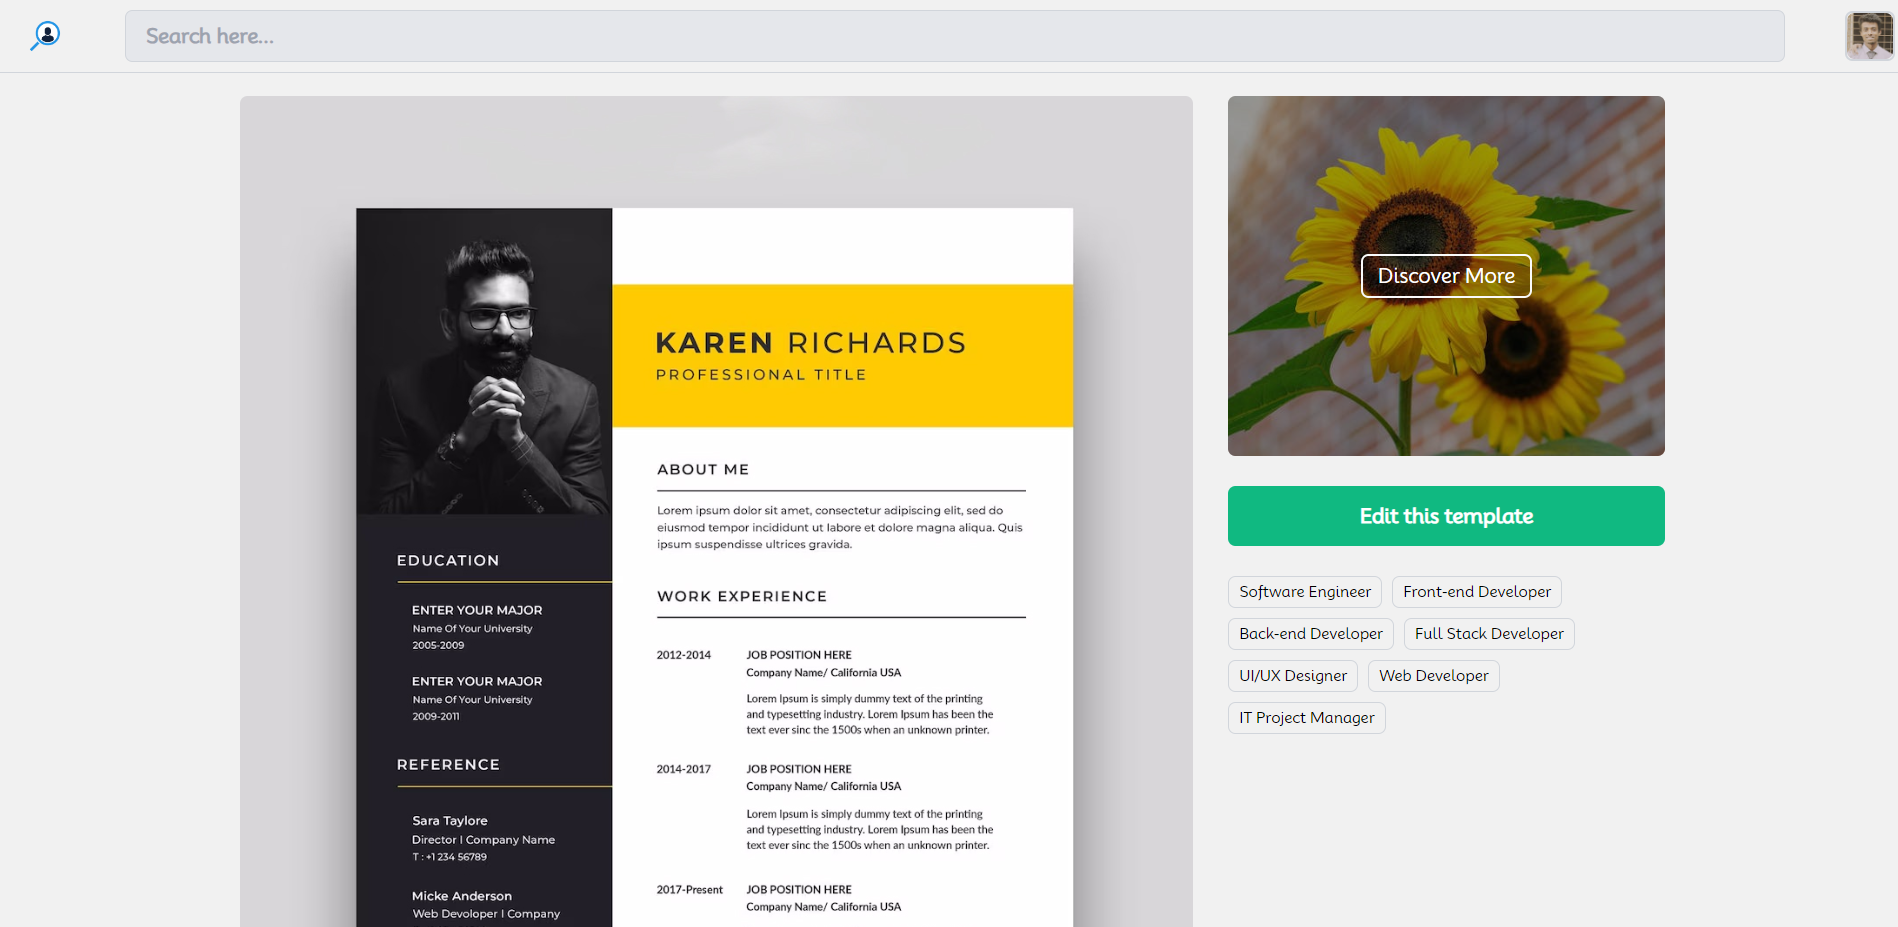 Search here...
KAREN RICHARDS
PROFESSIONAL TITLE
ABOUT ME
Lorem ipsum dolor sit amet, consectetur adipiscing elit, sed do
eiusmod tempor incididunt ut labore et dolore magna aliqua. Quis
ipsum suspendisse ultrices gravida.
WORK EXPERIENCE
2012-2014 JOB POSITION HERE
Company Name/ California USA
Lorem Ipsum is simply dummy text of the printing
and typesetting industry. Lorem Ipsum has been the
text ever sinc the 1500s when an unknown printer.
2014-2017 JOB POSITION HERE
Company Name/ California USA
Lorem Ipsum is simply dummy text of the printing
and typesetting industry. Lorem Ipsum has been the
text ever sinc the 1500s when an unknown printer.
2017-Present JOB POSITION HERE
Company Name/ California USA
EDUCATION
ENTER YOUR MAJOR
Name Of Your University
2005-2009
ENTER YOUR MAJOR
Name Of Your University
2009-2011
REFERENCE
Sara Taylore
Director I Company Name
T : +1 234 56789
Micke Anderson
Web Devoloper I Company
Discover More
Edit this template
Software Engineer
Front-end Developer
Back-end Developer
Full Stack Developer
UI/UX Designer
Web Developer
IT Project Manager